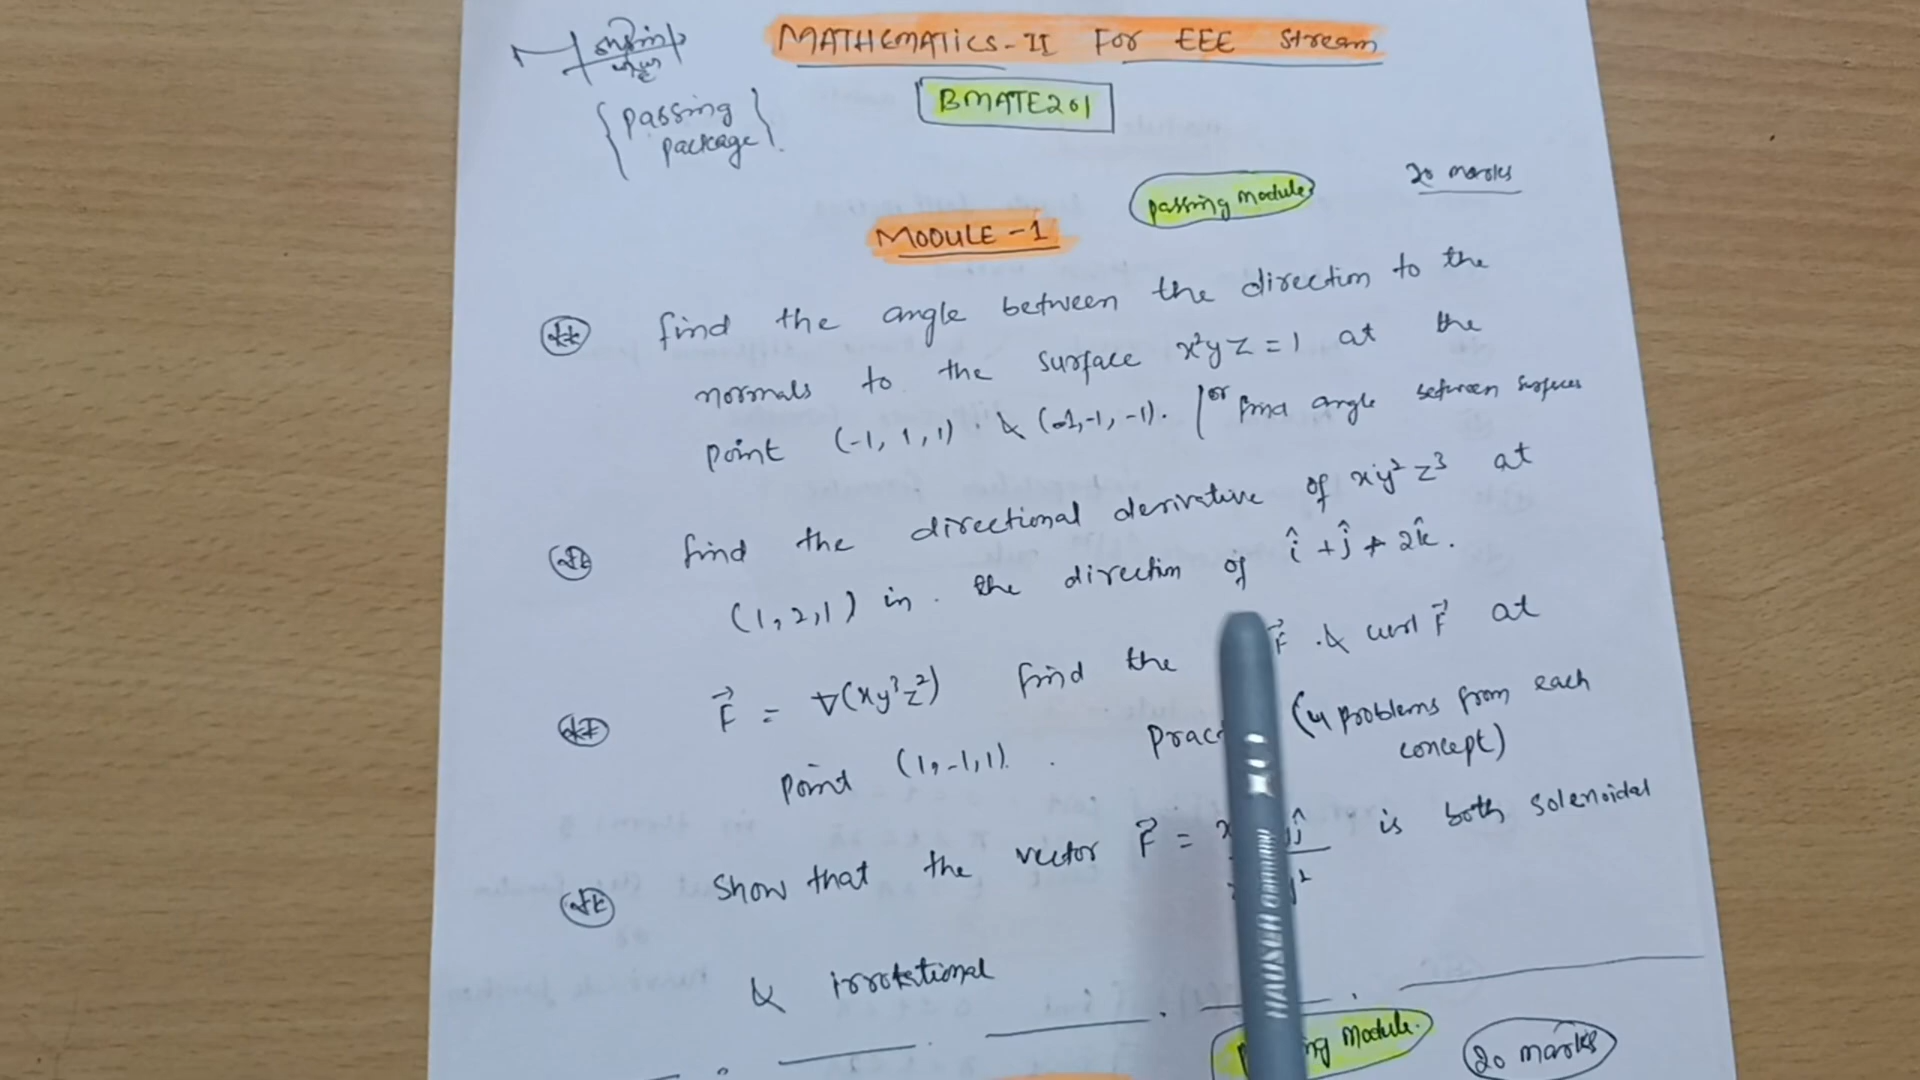 MATHEMATICS-II For EEE Stream
BMATE201
{passing
package}
passing module
20 marks
MODULE-1
find the angle between the direction to the
normals to the surface x²yz=1 at the
point (-1, 1, 1) & (-1,-1,-1). or find angle between surfaces
find the directional derivative of xy²z³ at
(1,2,1) in the direction of î+ĵ+2k̂.
F⃗ = ∇(xy³z²) find the F⃗ & curl F⃗ at
point (1,-1,1). (4 problems from each
concept)
Show that the vector F⃗ = is both solenoidal
& irrotational
module.
20 marks
HAUSER